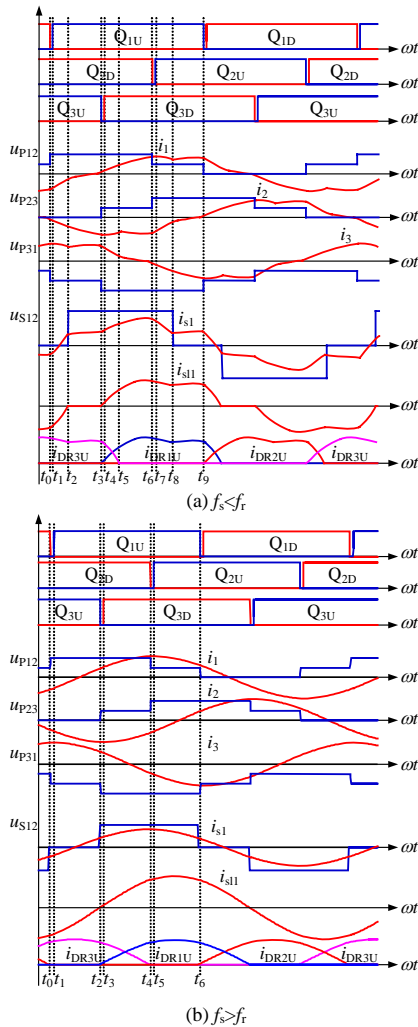 Q1U Q1D ωt
Q2D Q2U Q2D ωt
Q3U Q3D Q3U ωt
uP12 i1 ωt
uP23 i2 ωt
uP31 i3 ωt
uS12 is1 ωt
isl1 ωt
iDR3U iDR1U iDR2U iDR3U ωt
t0 t1 t2 t3 t4 t5 t6 t7 t8 t9
(a) fs<fr
Q1U Q1D ωt
Q2D Q2U Q2D ωt
Q3U Q3D Q3U ωt
uP12 i1 ωt
uP23 i2 ωt
uP31 i3 ωt
uS12 is1 ωt
isl1 ωt
iDR3U iDR1U iDR2U iDR3U ωt
t0 t1 t2 t3 t4 t5 t6
(b) fs>fr